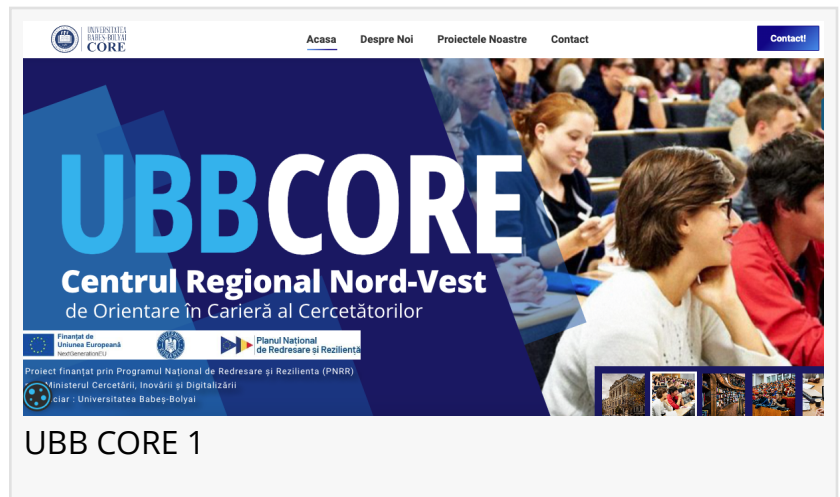 UNIVERSITATEA
BABEȘ-BOLYAI
CORE
Acasa Despre Noi Proiectele Noastre Contact Contact!
UBBCORE
Centrul Regional Nord-Vest
de Orientare în Carieră al Cercetătorilor
Finanțat de
Uniunea Europeană
NextGenerationEU
Planul Național
de Redresare și Reziliență
Proiect finanțat prin Programul Național de Redresare și Rezilienta (PNRR)
Ministerul Cercetării, Inovării și Digitalizării
: Universitatea Babeș-Bolyai
UBB CORE 1